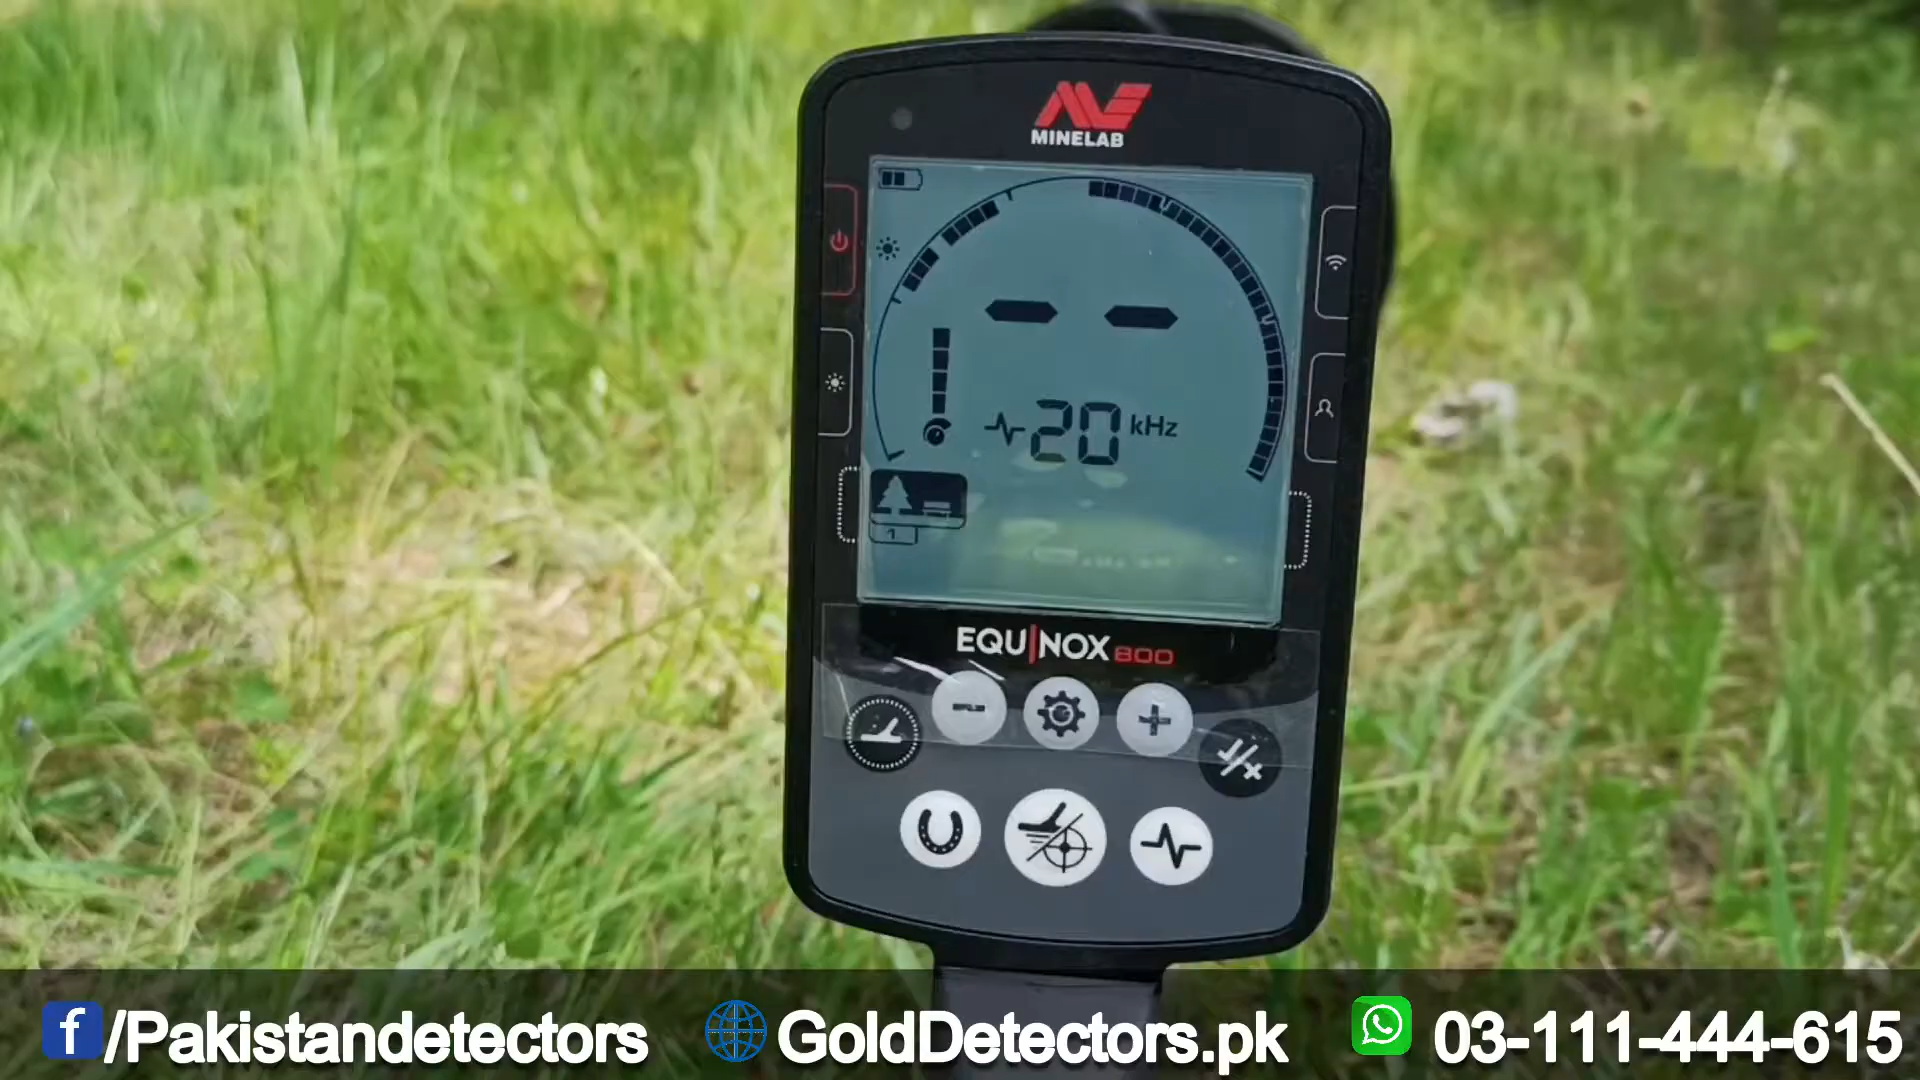 MINELAB
20 kHz
1
EQUINOX 800
/Pakistandetectors
GoldDetectors.pk
03-111-444-615